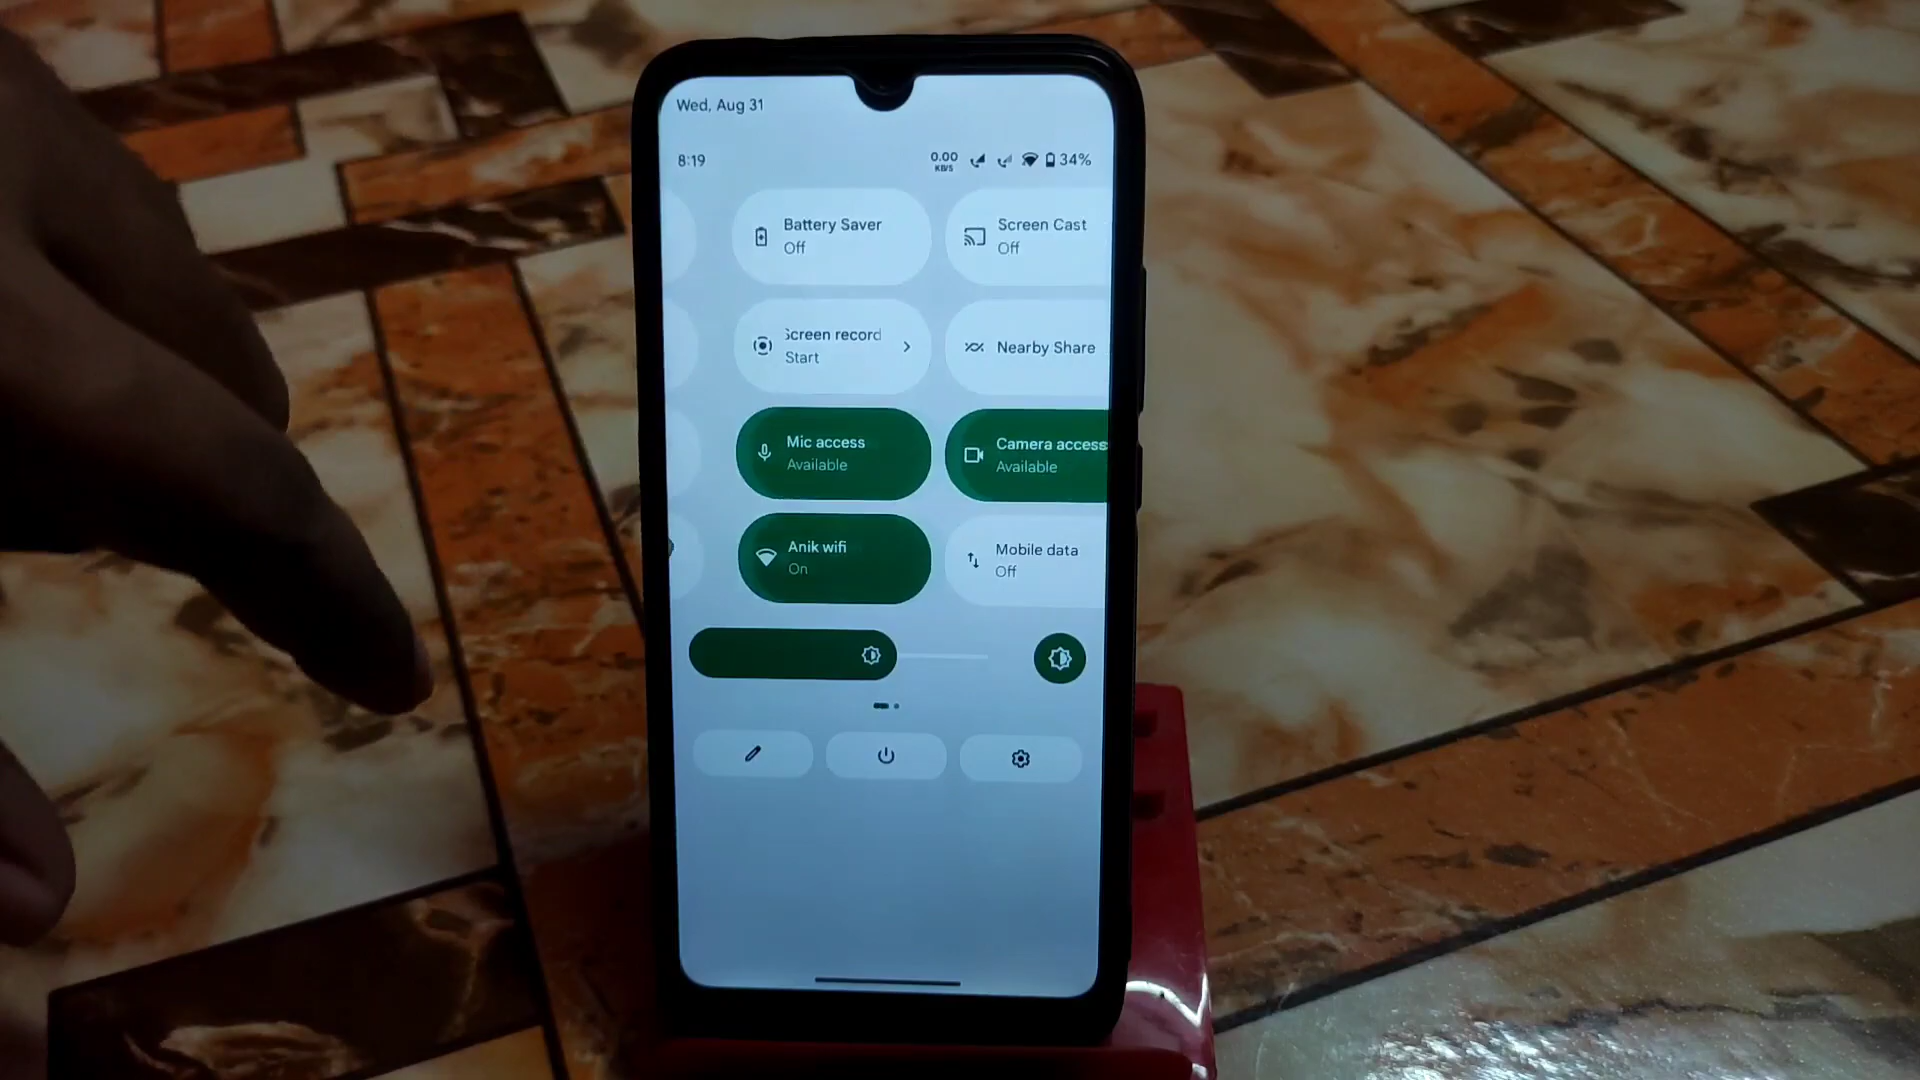 Wed, Aug 31
8:19
0.00
KB/S
34%
Battery Saver
Off
Screen Cast
Off
Screen record
Start
Nearby Share
Mic access
Available
Camera access
Available
Anik wifi
On
Mobile data
Off